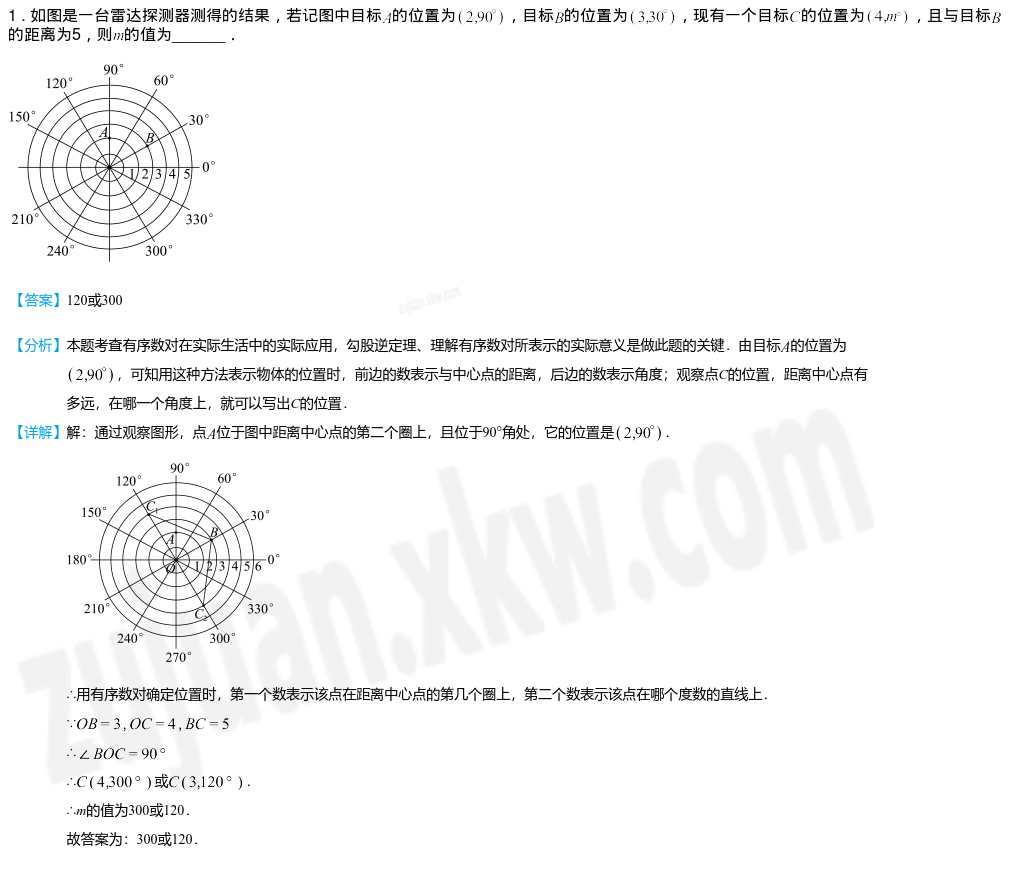 1．如图是一台雷达探测器测得的结果，若记图中目标A的位置为(2,90°)，目标B的位置为(3,30°)，现有一个目标C的位置为(4,m°)，且与目标B
的距离为5，则m的值为_______．
90°
120°
60°
150°
30°
A
B
0°
1 2 3 4 5
210°
330°
240°
300°
【答案】120或300
zujuan.xkw.com
【分析】本题考查有序数对在实际生活中的实际应用，勾股逆定理、理解有序数对所表示的实际意义是做此题的关键．由目标A的位置为
(2,90°)，可知用这种方法表示物体的位置时，前边的数表示与中心点的距离，后边的数表示角度；观察点C的位置，距离中心点有
多远，在哪一个角度上，就可以写出C的位置．
【详解】解：通过观察图形，点A位于图中距离中心点的第二个圈上，且位于90°角处，它的位置是(2,90°)．
90°
120°
60°
150°
C₁
30°
A
B
180°
O
1 2 3 4 5 6
0°
210°
C₂
330°
240°
300°
270°
zujuan.xkw.com
∴用有序数对确定位置时，第一个数表示该点在距离中心点的第几个圈上，第二个数表示该点在哪个度数的直线上．
∵OB=3,OC=4,BC=5
∴∠BOC=90°
∴C(4,300°)或C(3,120°)．
∴m的值为300或120．
故答案为：300或120．